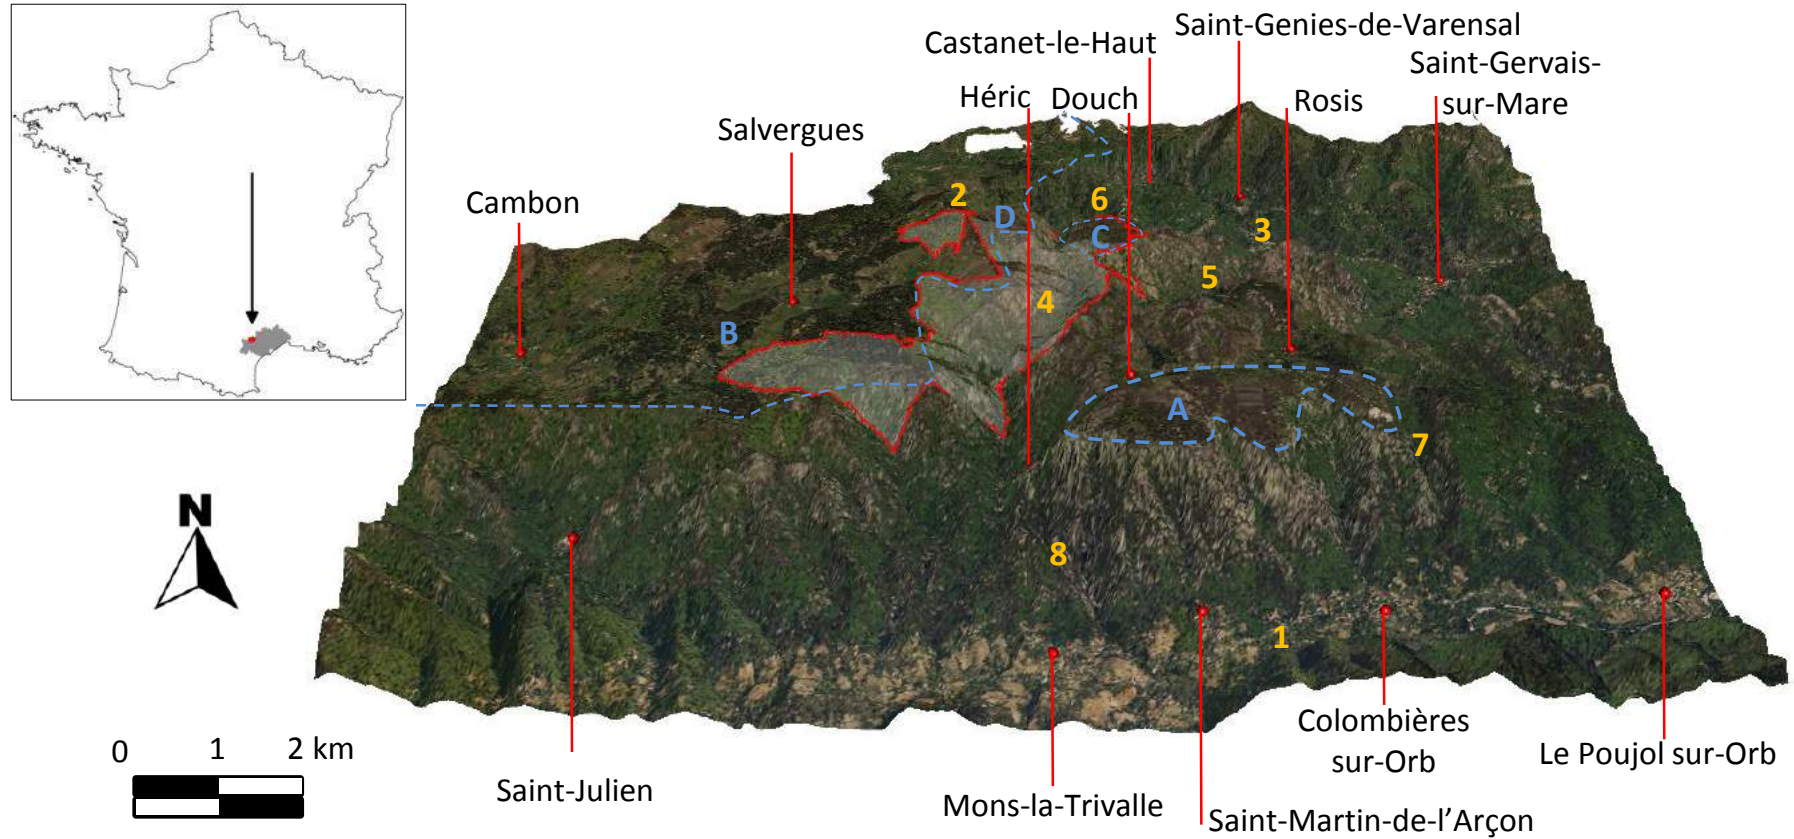 Saint-Genies-de-Varensal
Castanet-le-Haut
Saint-Gervais-
sur-Mare
Héric
Douch
Rosis
Salvergues
Cambon
2
6
D
C
3
5
4
B
A
7
N
8
1
0
1
2 km
Saint-Julien
Mons-la-Trivalle
Saint-Martin-de-l’Arçon
Colombières
sur-Orb
Le Poujol sur-Orb